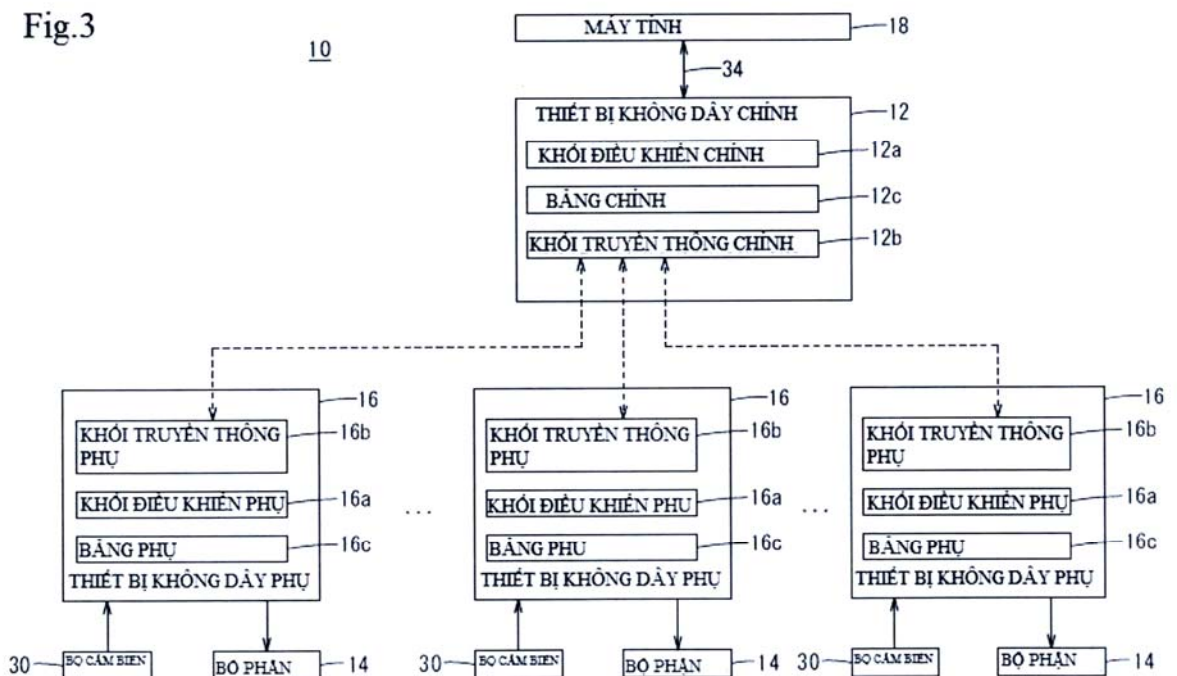 Fig.3
10
MÁY TÍNH
18
34
THIẾT BỊ KHÔNG DÂY CHÍNH
12
KHỐI ĐIỀU KHIỂN CHÍNH
12a
BẢNG CHÍNH
12c
KHỐI TRUYỀN THÔNG CHÍNH
12b
16
KHỐI TRUYỀN THÔNG
PHỤ
16b
KHỐI ĐIỀU KHIỂN PHỤ
16a
BẢNG PHỤ
16c
THIẾT BỊ KHÔNG DÂY PHỤ
30
BỘ CẢM BIẾN
BỘ PHẬN
14
...
16
KHỐI TRUYỀN THÔNG
PHỤ
16b
KHỐI ĐIỀU KHIỂN PHU
16a
BẢNG PHU
16c
THIẾT BỊ KHÔNG DÂY PHỤ
30
BỘ CẢM BIẾN
BỘ PHẬN
14
...
16
KHỐI TRUYỀN THÔNG
PHỤ
16b
KHỐI ĐIỀU KHIỂN PHỤ
16a
BẢNG PHỤ
16c
THIẾT BỊ KHÔNG DÂY PHỤ
30
BỘ CẢM BIẾN
BỘ PHẬN
14